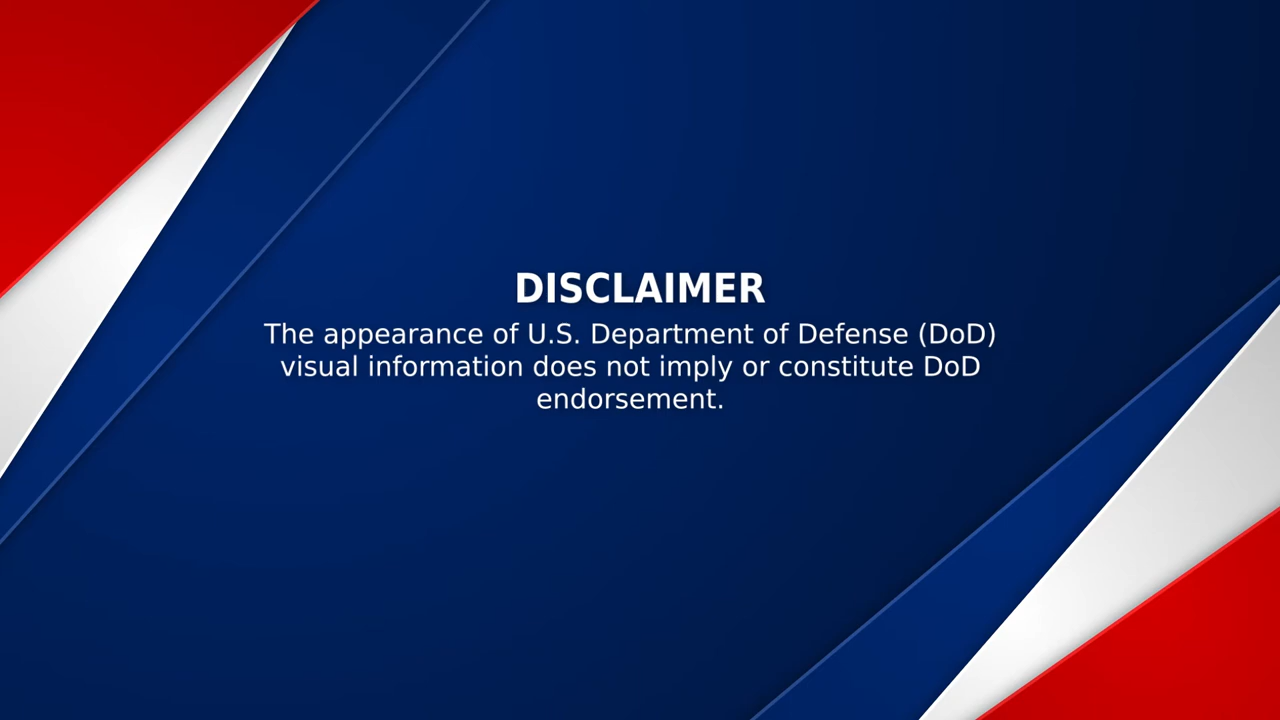 DISCLAIMER
The appearance of U.S. Department of Defense (DoD)
visual information does not imply or constitute DoD
endorsement.